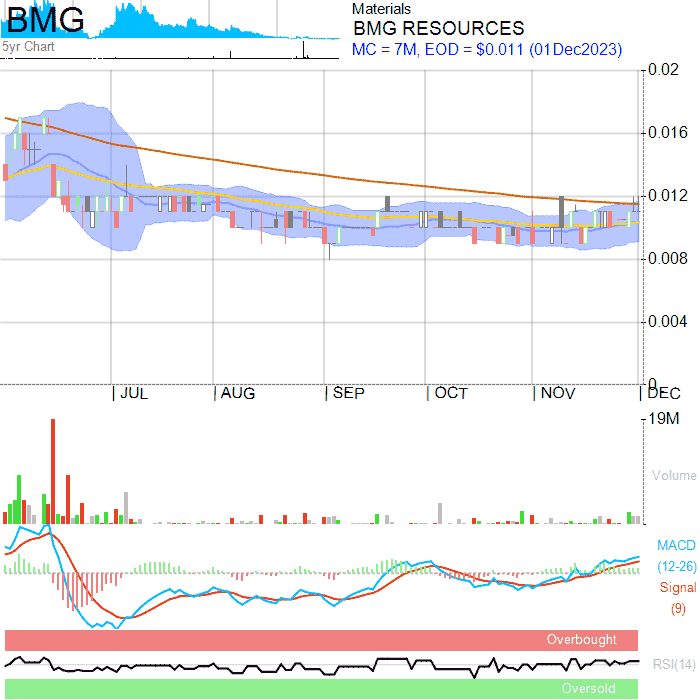 BMG
5yr Chart
Materials
BMG RESOURCES
MC = 7M, EOD = $0.011 (01Dec2023)
0.02
0.016
0.012
0.008
0.004
0
JUL AUG SEP OCT NOV DEC
19M
Volume
MACD
(12-26)
Signal
(9)
Overbought
RSI(14)
Oversold